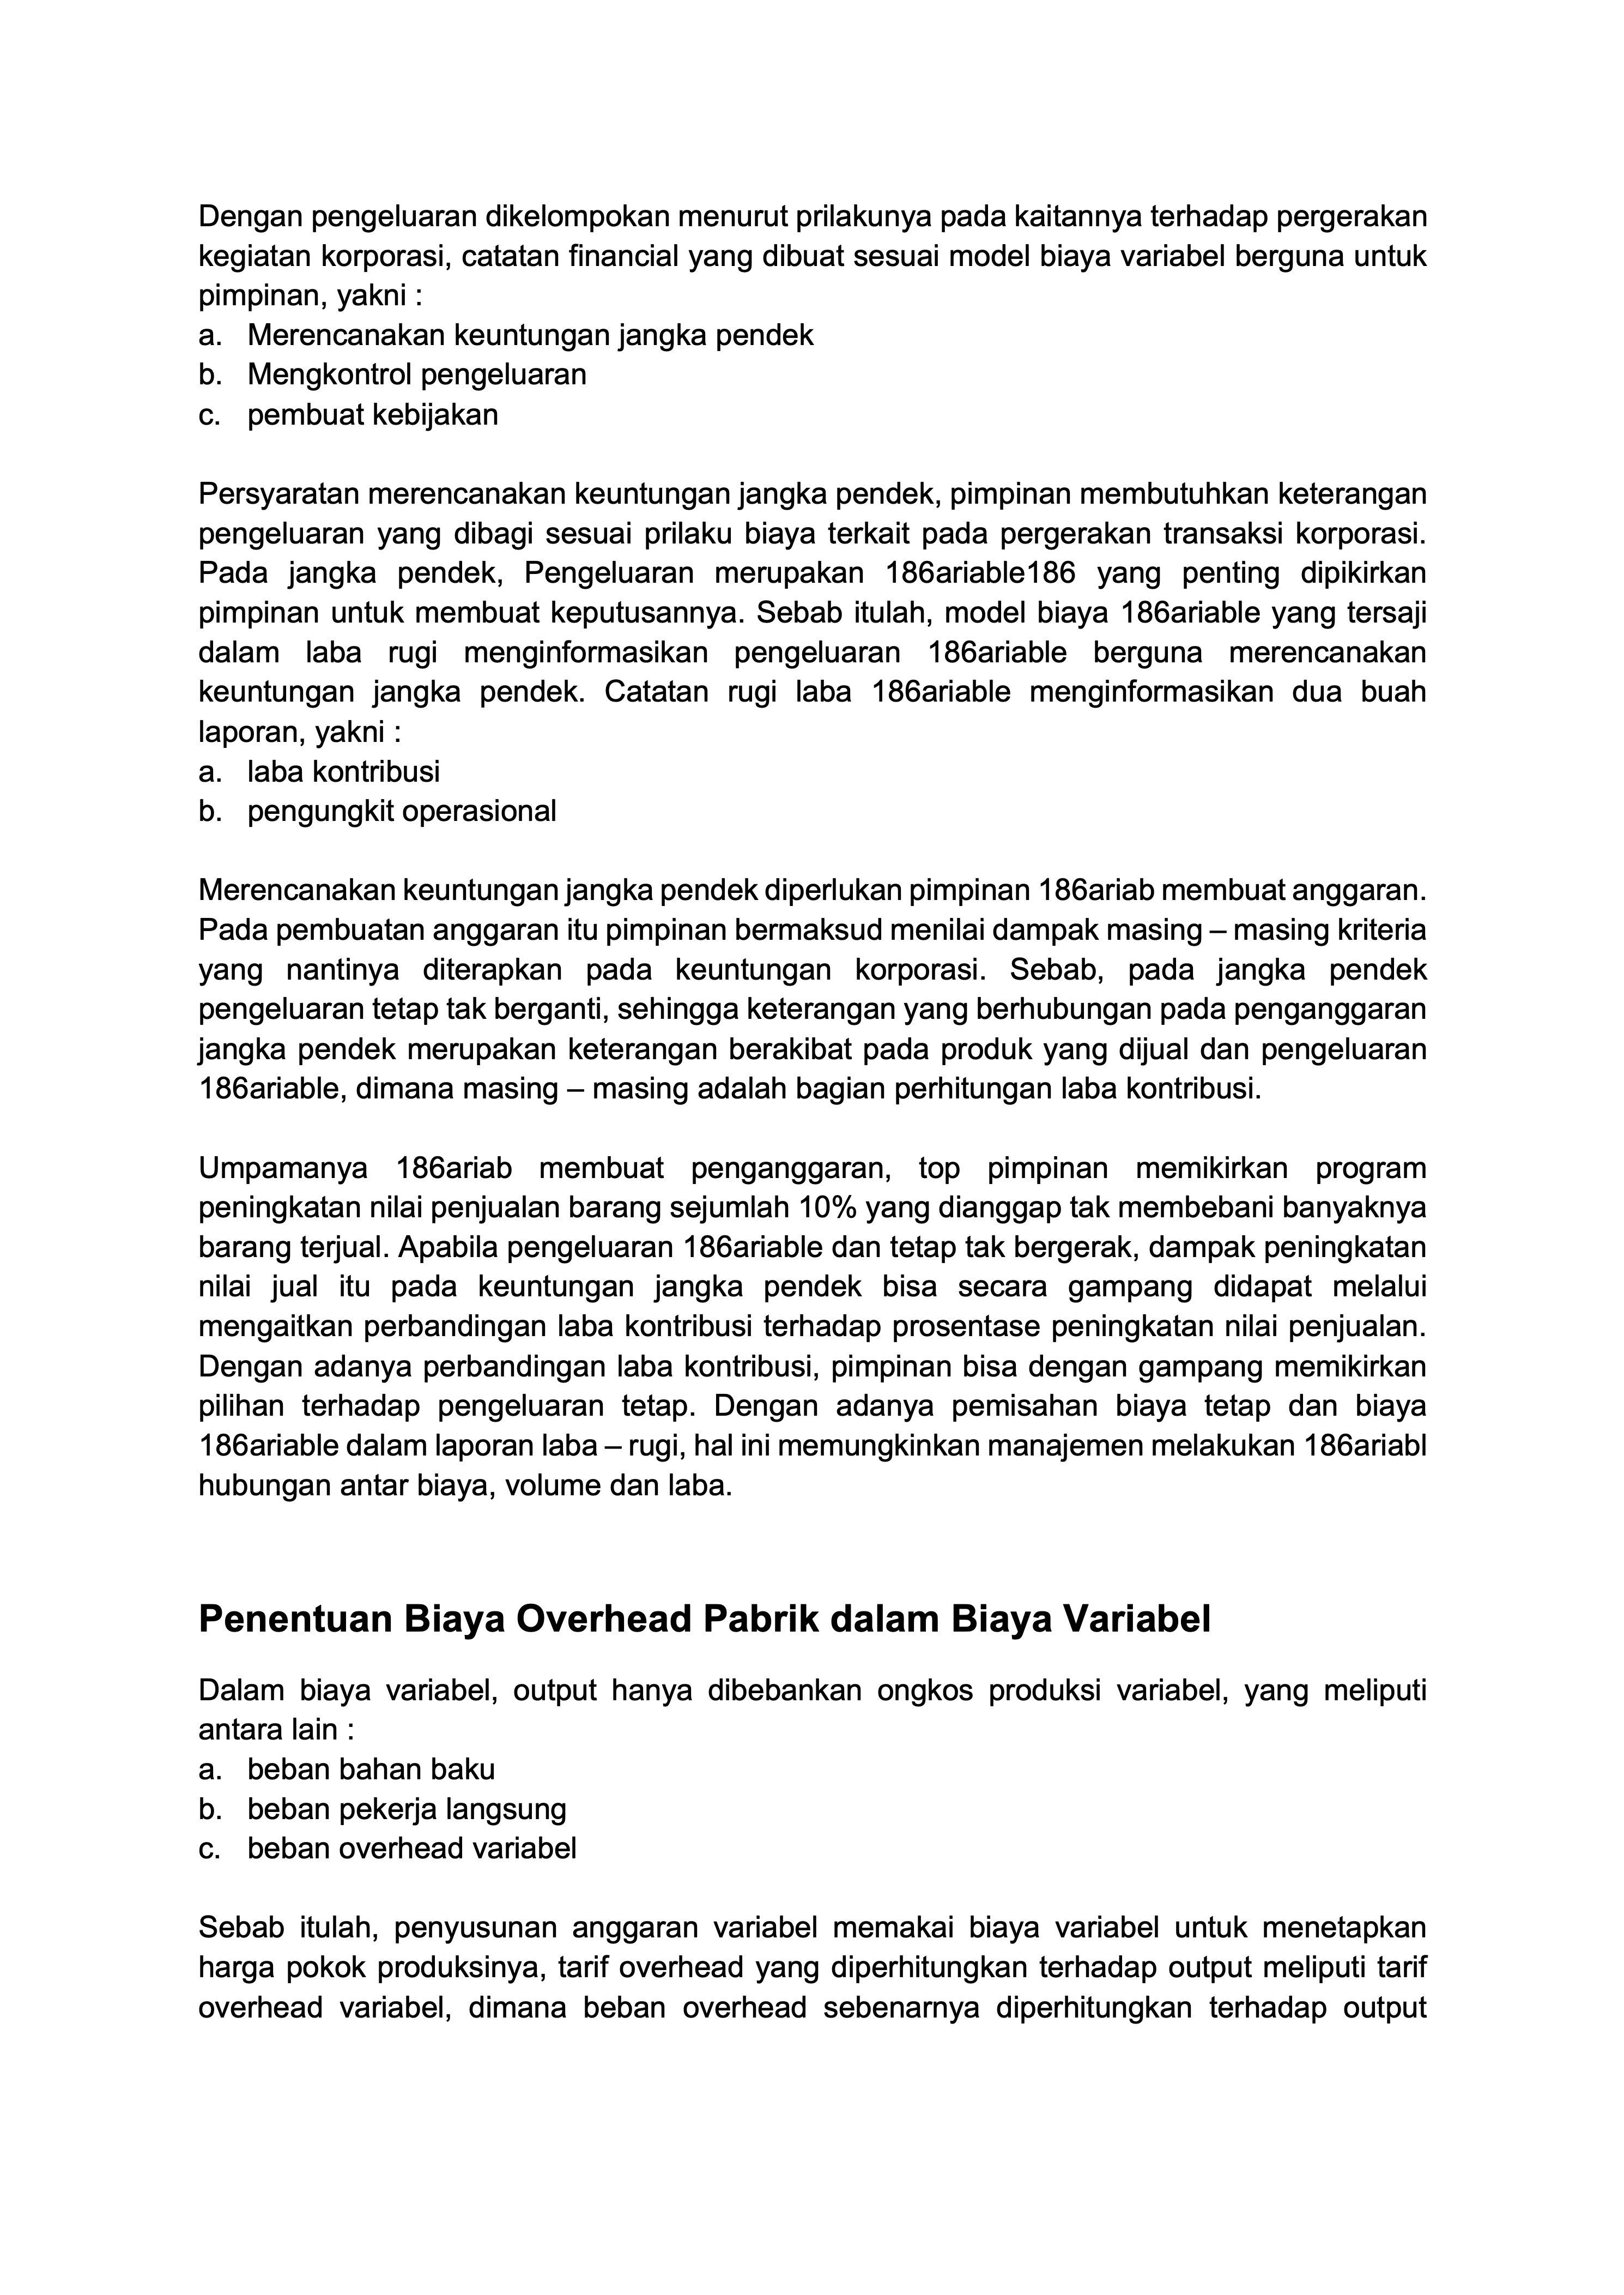 Dengan pengeluaran dikelompokan menurut prilakunya pada kaitannya terhadap pergerakan
kegiatan korporasi, catatan financial yang dibuat sesuai model biaya variabel berguna untuk
pimpinan, yakni :
a. Merencanakan keuntungan jangka pendek
b. Mengkontrol pengeluaran
c. pembuat kebijakan
Persyaratan merencanakan keuntungan jangka pendek, pimpinan membutuhkan keterangan
pengeluaran yang dibagi sesuai prilaku biaya terkait pada pergerakan transaksi korporasi.
Pada jangka pendek, Pengeluaran merupakan 186ariable186 yang penting dipikirkan
pimpinan untuk membuat keputusannya. Sebab itulah, model biaya 186ariable yang tersaji
dalam laba rugi menginformasikan pengeluaran 186ariable berguna merencanakan
keuntungan jangka pendek. Catatan rugi laba 186ariable menginformasikan dua buah
laporan, yakni :
a. laba kontribusi
b. pengungkit operasional
Merencanakan keuntungan jangka pendek diperlukan pimpinan 186ariab membuat anggaran.
Pada pembuatan anggaran itu pimpinan bermaksud menilai dampak masing – masing kriteria
yang nantinya diterapkan pada keuntungan korporasi. Sebab, pada jangka pendek
pengeluaran tetap tak berganti, sehingga keterangan yang berhubungan pada penganggaran
jangka pendek merupakan keterangan berakibat pada produk yang dijual dan pengeluaran
186ariable, dimana masing – masing adalah bagian perhitungan laba kontribusi.
Umpamanya 186ariab membuat penganggaran, top pimpinan memikirkan program
peningkatan nilai penjualan barang sejumlah 10% yang dianggap tak membebani banyaknya
barang terjual. Apabila pengeluaran 186ariable dan tetap tak bergerak, dampak peningkatan
nilai jual itu pada keuntungan jangka pendek bisa secara gampang didapat melalui
mengaitkan perbandingan laba kontribusi terhadap prosentase peningkatan nilai penjualan.
Dengan adanya perbandingan laba kontribusi, pimpinan bisa dengan gampang memikirkan
pilihan terhadap pengeluaran tetap. Dengan adanya pemisahan biaya tetap dan biaya
186ariable dalam laporan laba – rugi, hal ini memungkinkan manajemen melakukan 186ariabl
hubungan antar biaya, volume dan laba.
Penentuan Biaya Overhead Pabrik dalam Biaya Variabel
Dalam biaya variabel, output hanya dibebankan ongkos produksi variabel, yang meliputi
antara lain :
a. beban bahan baku
b. beban pekerja langsung
c. beban overhead variabel
Sebab itulah, penyusunan anggaran variabel memakai biaya variabel untuk menetapkan
harga pokok produksinya, tarif overhead yang diperhitungkan terhadap output meliputi tarif
overhead variabel, dimana beban overhead sebenarnya diperhitungkan terhadap output